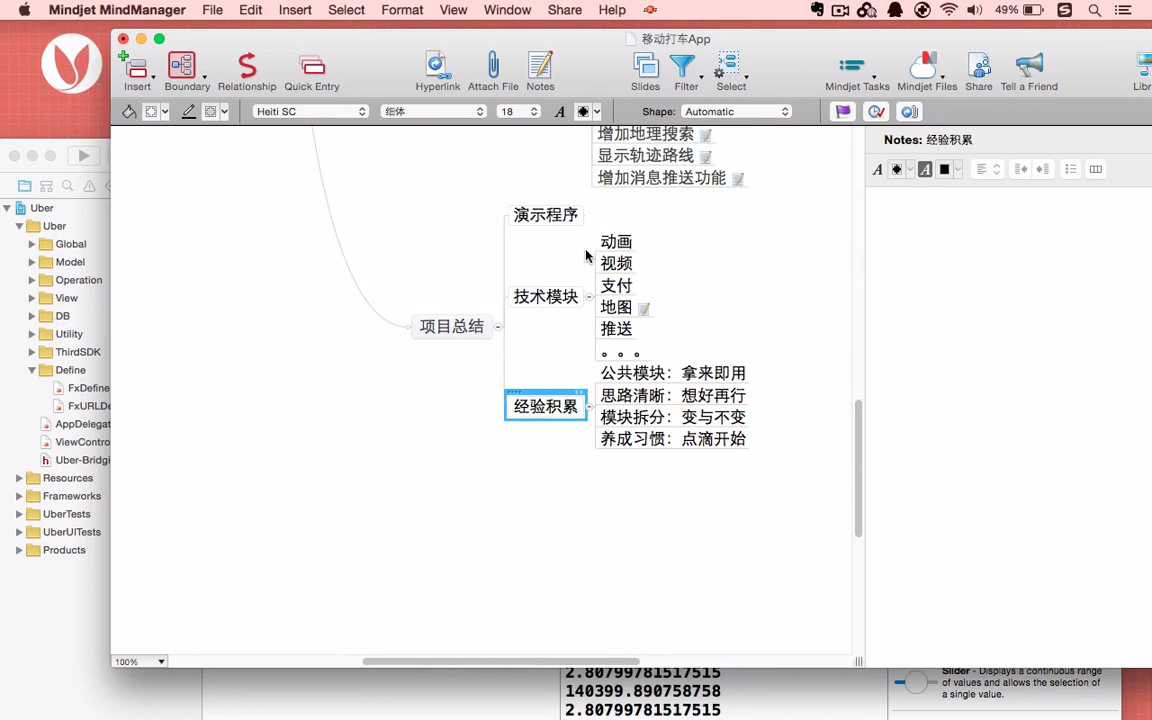 Mindjet MindManager File Edit Insert Select Format View Window Share Help 49%
移动打车App
Insert Boundary Relationship Quick Entry Hyperlink Attach File Notes Slides Filter Select Mindjet Tasks Mindjet Files Share Tell a Friend
Heiti SC 细体 18 Shape: Automatic
Notes: 经验积累
增加地理搜索
显示轨迹路线
增加消息推送功能
演示程序
动画
视频
技术模块
支付
地图
推送
。。。
项目总结
经验积累
公共模块：拿来即用
思路清晰：想好再行
模块拆分：变与不变
养成习惯：点滴开始
Uber
Uber
Global
Model
Operation
View
DB
Utility
ThirdSDK
Define
FxDefine
FxURLDe
AppDelegat
ViewContro
Uber-Bridgi
Resources
Frameworks
UberTests
UberUITests
Products
100%
2.80799781517515
140399.890758758
2.80799781517515
Slider - Displays a continuous range
of values and allows the selection of
a single value.